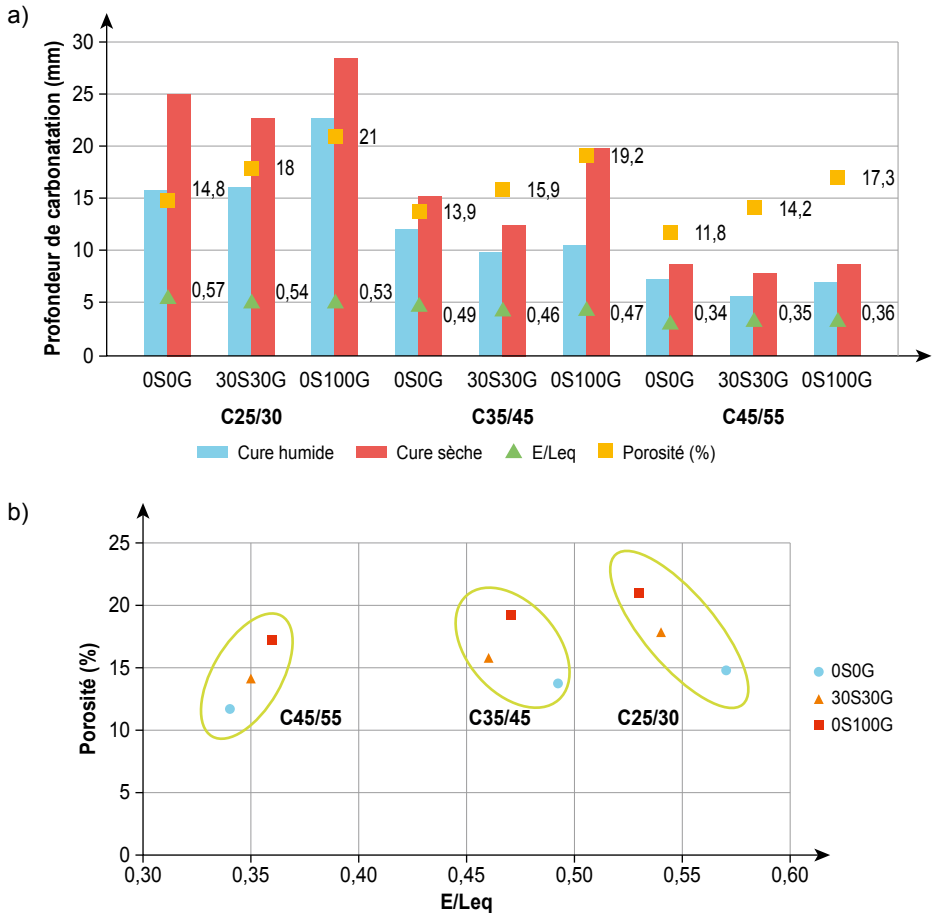 a)
Profondeur de carbonatation (mm)
30
25
20
15
10
5
0
14,8
18
21
13,9
15,9
19,2
11,8
14,2
17,3
0,57
0,54
0,53
0,49
0,46
0,47
0,34
0,35
0,36
0S0G 30S30G 0S100G 0S0G 30S30G 0S100G 0S0G 30S30G 0S100G
C25/30 C35/45 C45/55
Cure humide Cure sèche E/Leq Porosité (%)
b)
Porosité (%)
25
20
15
10
5
0
C45/55 C35/45 C25/30
0S0G
30S30G
0S100G
0,30 0,35 0,40 0,45 0,50 0,55 0,60
E/Leq